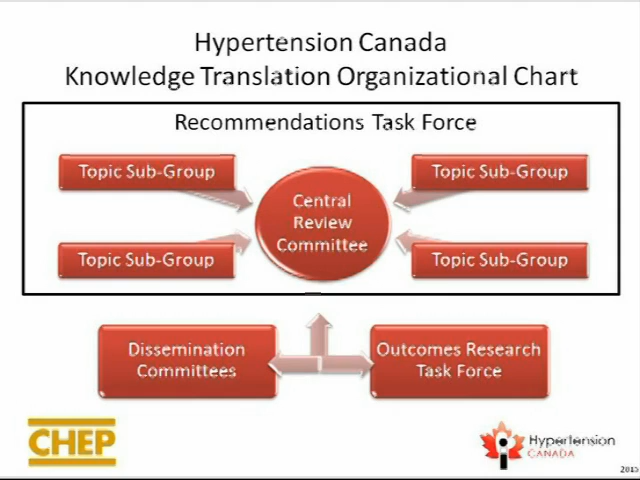 Hypertension Canada
Knowledge Translation Organizational Chart
Recommendations Task Force
Topic Sub-Group
Topic Sub-Group
Central
Review
Committee
Topic Sub-Group
Topic Sub-Group
Dissemination
Committees
Outcomes Research
Task Force
CHEP
Hypertension
CANADA